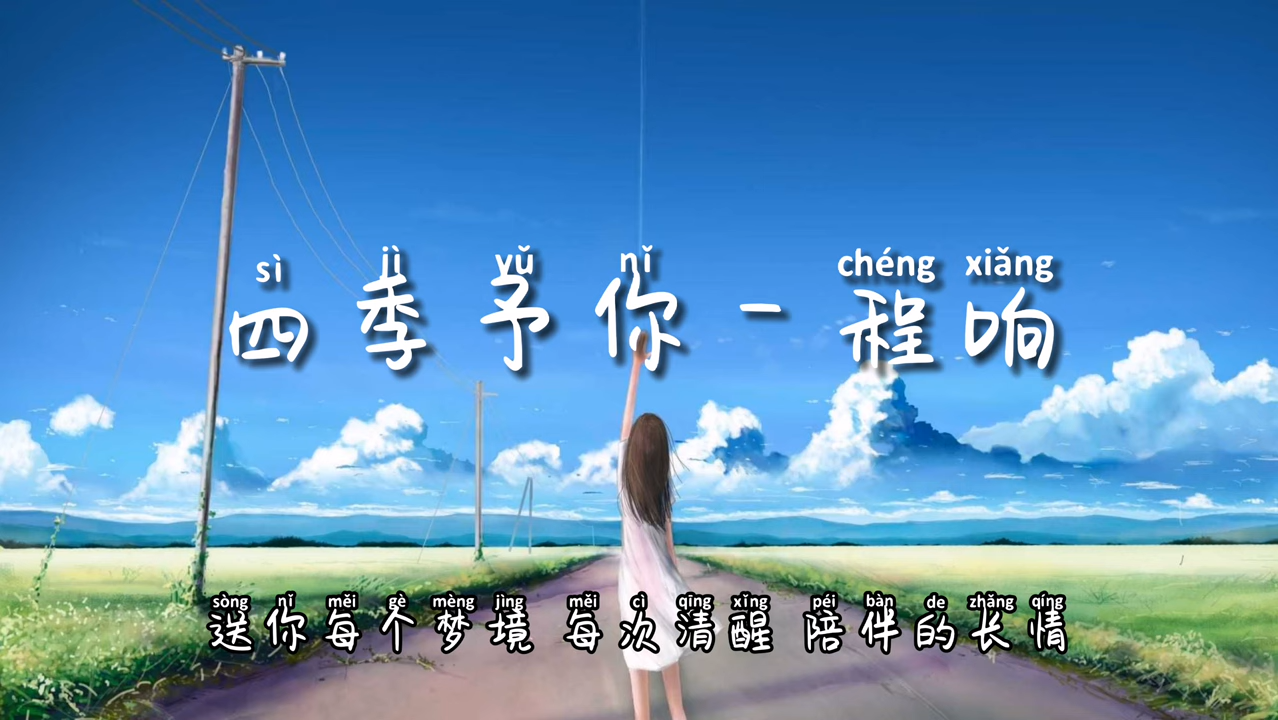 sì jì yǔ nǐ chéng xiǎng
四季予你 - 程响
sòng nǐ měi gè mèng jìng měi cì qīng xǐng péi bàn de zhǎng qíng
送你每个梦境 每次清醒 陪伴的长情